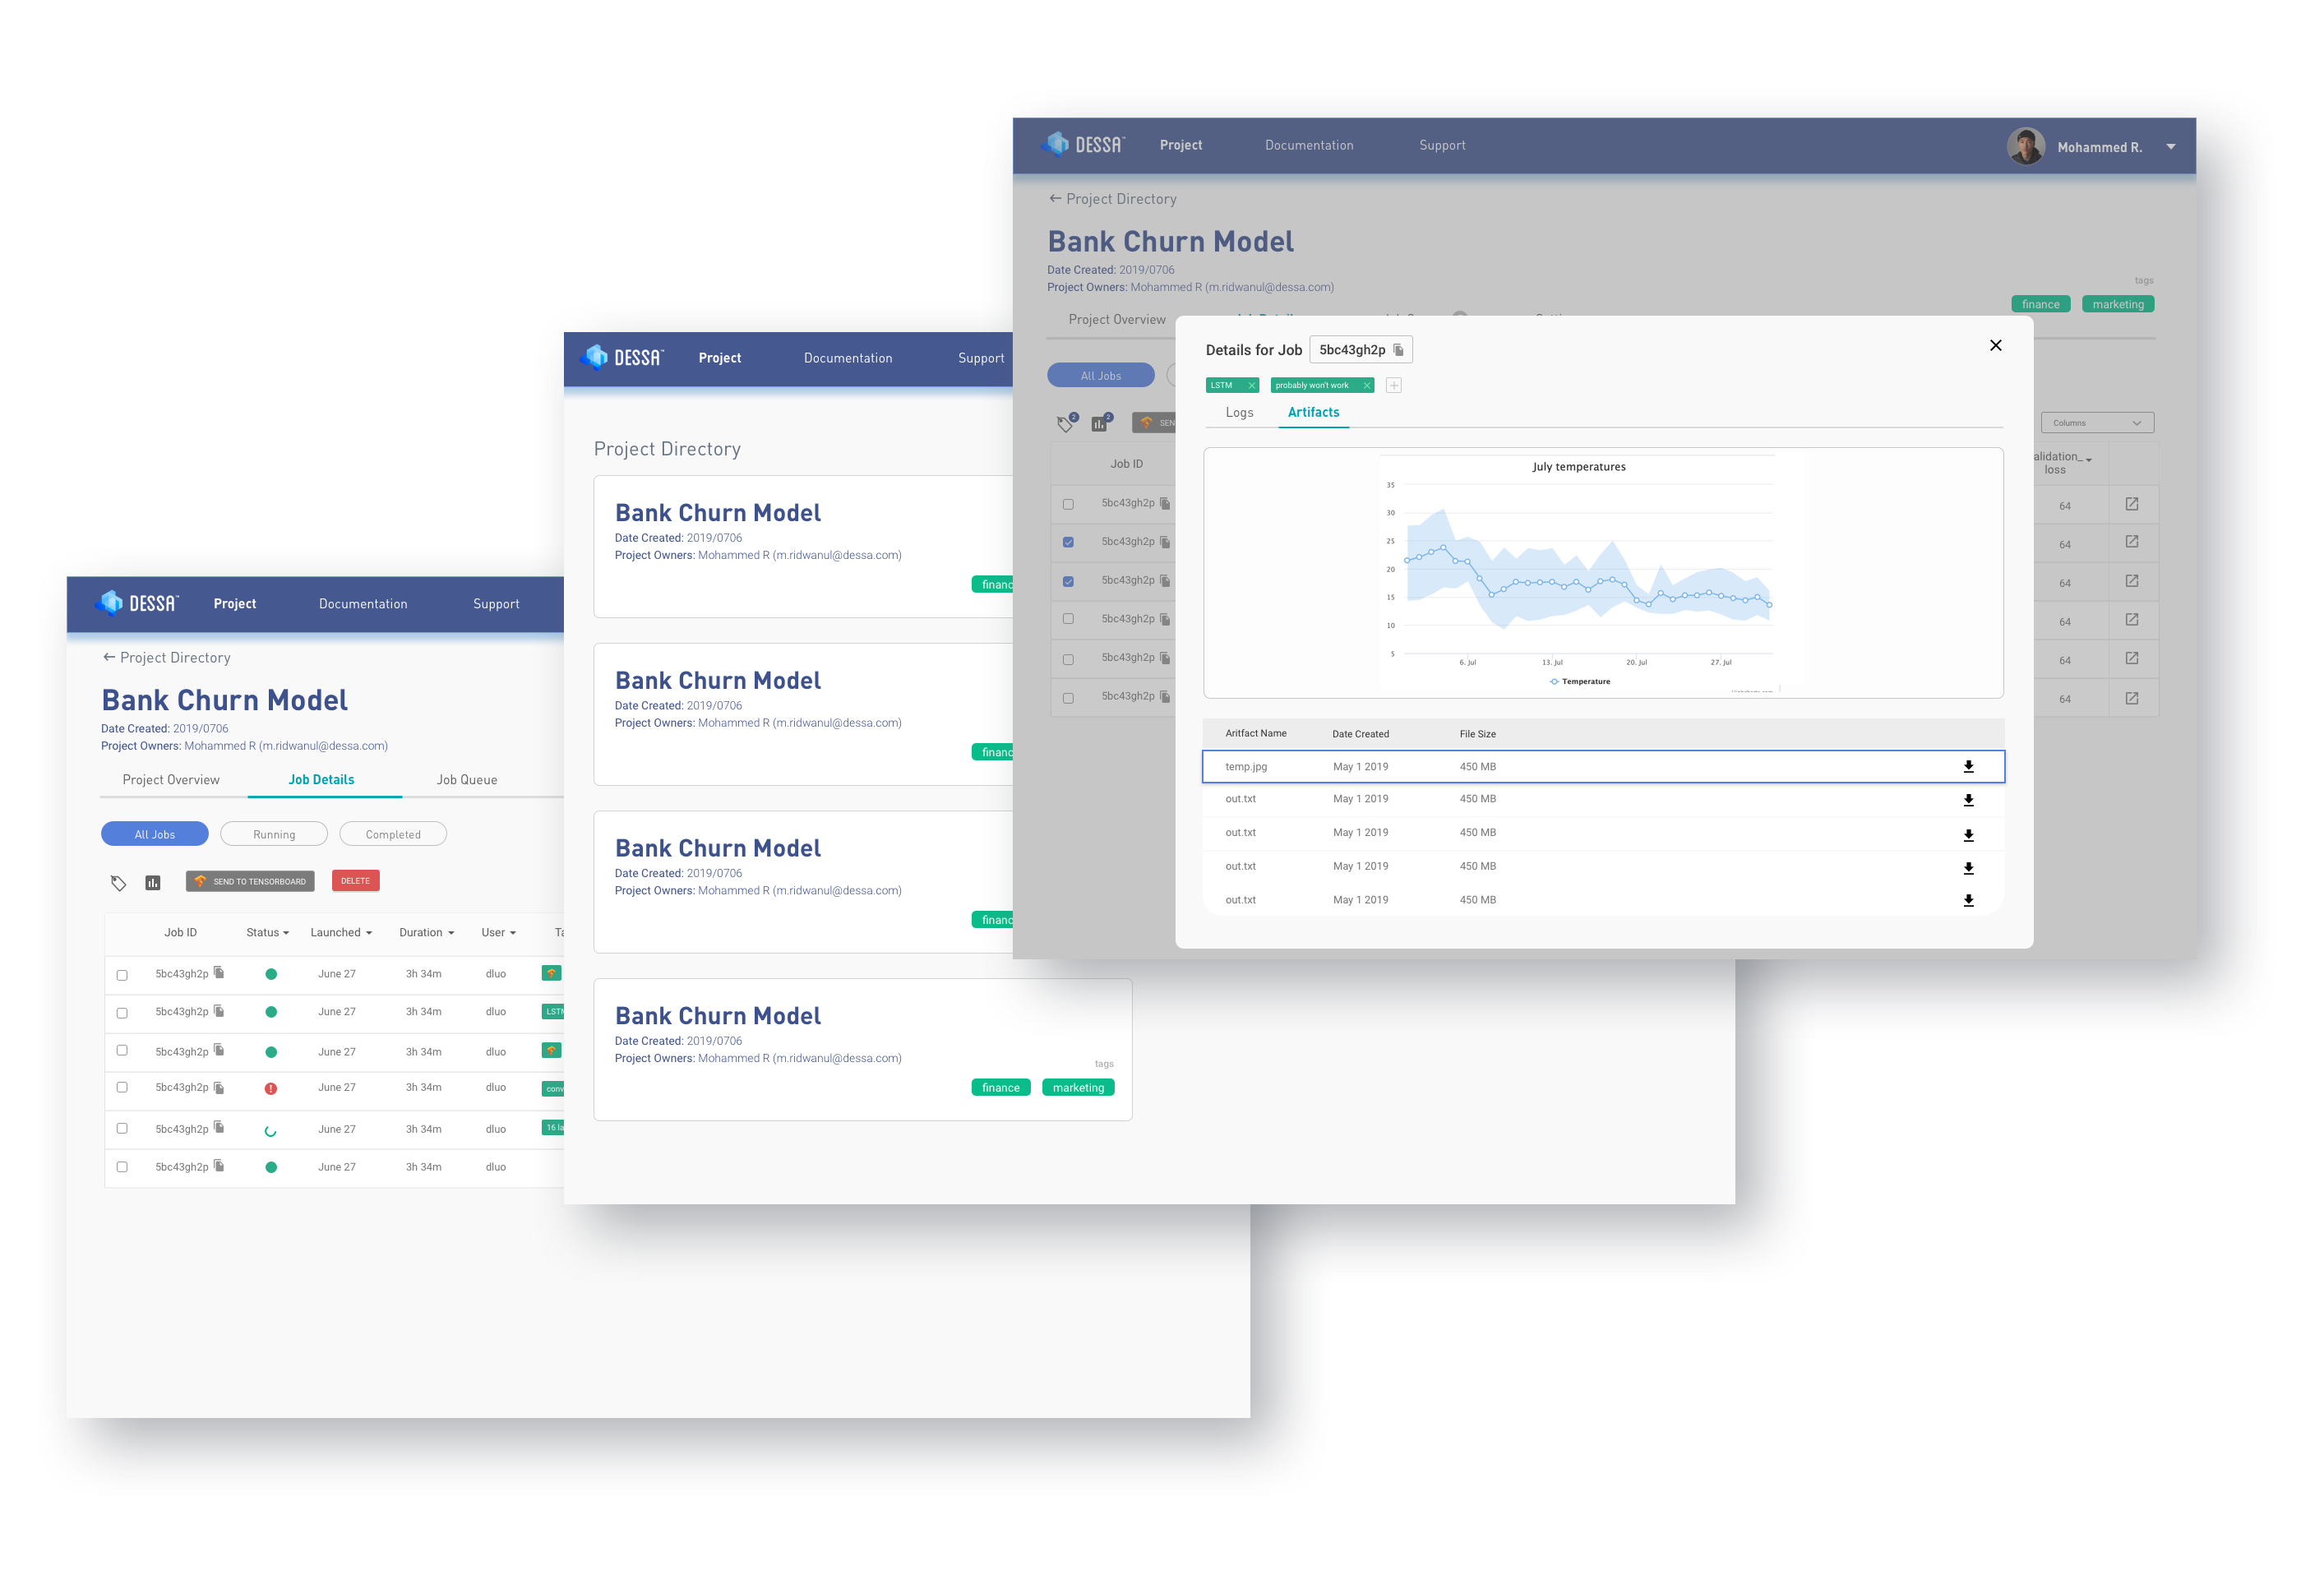 DESSA™ Project Documentation Support Mohammed R.
← Project Directory
Bank Churn Model
Date Created: 2019/0706
Project Owners: Mohammed R (m.ridwanul@dessa.com)
tags
finance marketing
Project Overview
All Jobs
2 2 SEN
Columns
Job ID
alidation_
loss
5bc43gh2p 64
5bc43gh2p 64
5bc43gh2p 64
5bc43gh2p 64
5bc43gh2p 64
5bc43gh2p 64
Details for Job 5bc43gh2p
LSTM probably won't work
Logs Artifacts
July temperatures
35
30
25
20
15
10
5
6. Jul 13. Jul 20. Jul 27. Jul
Temperature
Aritfact Name Date Created File Size
temp.jpg May 1 2019 450 MB
out.txt May 1 2019 450 MB
out.txt May 1 2019 450 MB
out.txt May 1 2019 450 MB
out.txt May 1 2019 450 MB
DESSA™ Project Documentation Support
Project Directory
Bank Churn Model
Date Created: 2019/0706
Project Owners: Mohammed R (m.ridwanul@dessa.com)
financ
Bank Churn Model
Date Created: 2019/0706
Project Owners: Mohammed R (m.ridwanul@dessa.com)
financ
Bank Churn Model
Date Created: 2019/0706
Project Owners: Mohammed R (m.ridwanul@dessa.com)
financ
Bank Churn Model
Date Created: 2019/0706
Project Owners: Mohammed R (m.ridwanul@dessa.com)
tags
finance marketing
DESSA™ Project Documentation Support
← Project Directory
Bank Churn Model
Date Created: 2019/0706
Project Owners: Mohammed R (m.ridwanul@dessa.com)
Project Overview Job Details Job Queue
All Jobs Running Completed
SEND TO TENSORBOARD DELETE
Job ID Status Launched Duration User Ta
5bc43gh2p June 27 3h 34m dluo
5bc43gh2p June 27 3h 34m dluo LSTM
5bc43gh2p June 27 3h 34m dluo
5bc43gh2p June 27 3h 34m dluo conv
5bc43gh2p June 27 3h 34m dluo 16 la
5bc43gh2p June 27 3h 34m dluo